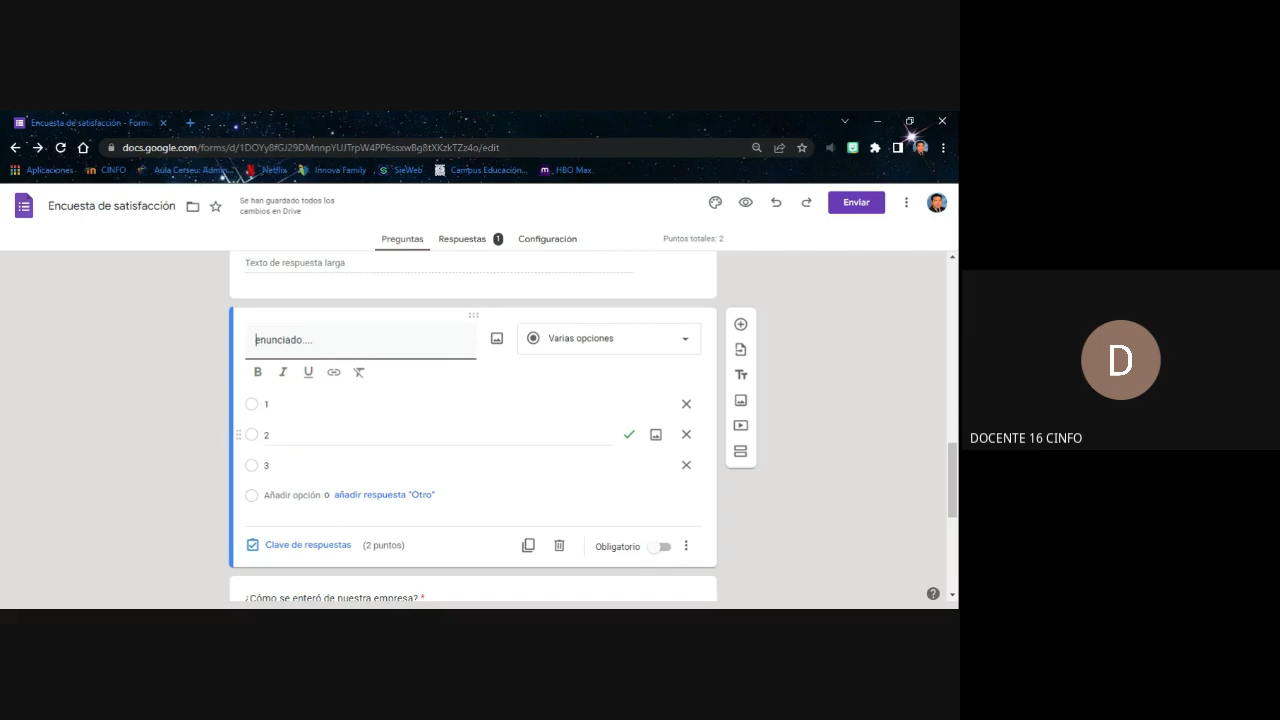 Encuesta de satisfacción - Form
docs.google.com/forms/d/1DOYy8fGJ29DMnnpYUJTrpW4PP6ssxwBg8tXKzkTZz4o/edit
Aplicaciones CINFO Aula Cerseu: Admin... Netflix Innova Family SieWeb Campus Educación... HBO Max
Encuesta de satisfacción
Se han guardado todos los
cambios en Drive
Enviar
Preguntas Respuestas 1 Configuración Puntos totales: 2
Texto de respuesta larga
enunciado....
Varias opciones
B I U
1
2
3
Añadir opción o añadir respuesta "Otro"
Clave de respuestas (2 puntos) Obligatorio
¿Cómo se enteró de nuestra empresa? *
D
DOCENTE 16 CINFO